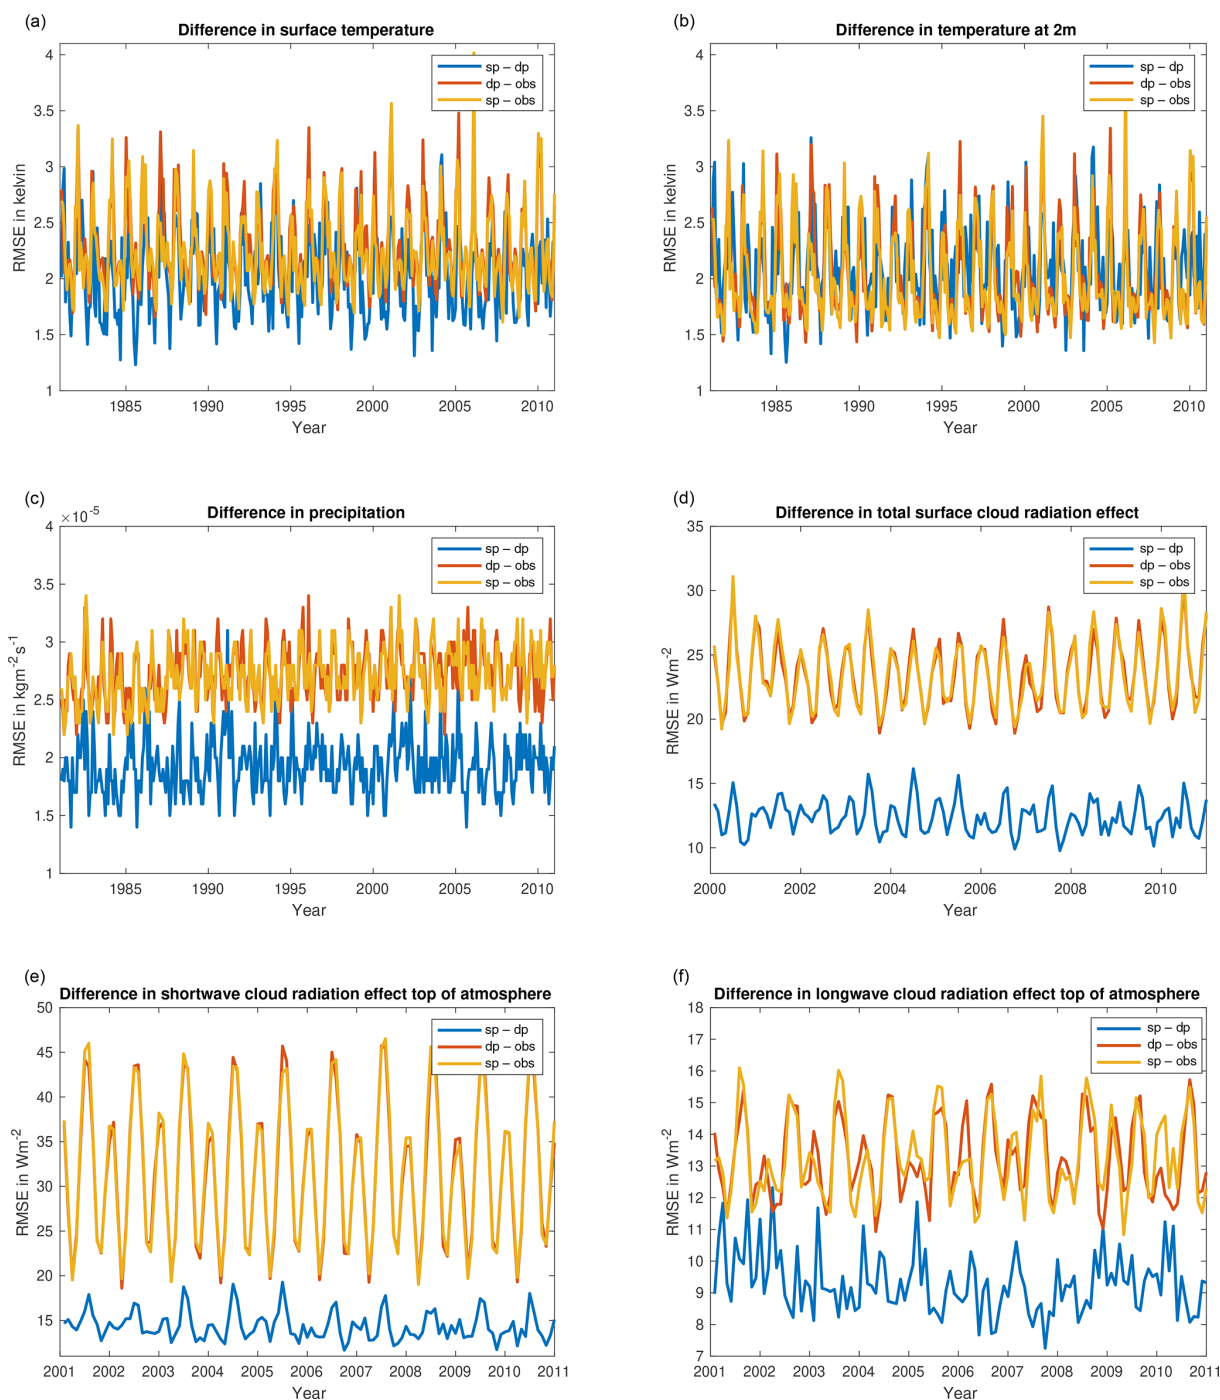 (a)
Difference in surface temperature
4
3.5
3
2.5
2
1.5
1
RMSE in kelvin
sp – dp
dp – obs
sp – obs
1985 1990 1995 2000 2005 2010
Year
(b)
Difference in temperature at 2m
4
3.5
3
2.5
2
1.5
1
RMSE in kelvin
sp – dp
dp – obs
sp – obs
1985 1990 1995 2000 2005 2010
Year
(c)
×10⁻⁵
Difference in precipitation
4
3.5
3
2.5
2
1.5
1
RMSE in kgm⁻²s⁻¹
sp – dp
dp – obs
sp – obs
1985 1990 1995 2000 2005 2010
Year
(d)
Difference in total surface cloud radiation effect
35
30
25
20
15
10
RMSE in Wm⁻²
sp – dp
dp – obs
sp – obs
2000 2002 2004 2006 2008 2010
Year
(e)
Difference in shortwave cloud radiation effect top of atmosphere
50
45
40
35
30
25
20
15
RMSE in Wm⁻²
sp – dp
dp – obs
sp – obs
2001 2002 2003 2004 2005 2006 2007 2008 2009 2010 2011
Year
(f)
Difference in longwave cloud radiation effect top of atmosphere
18
17
16
15
14
13
12
11
10
9
8
7
RMSE in Wm⁻²
sp – dp
dp – obs
sp – obs
2001 2002 2003 2004 2005 2006 2007 2008 2009 2010 2011
Year